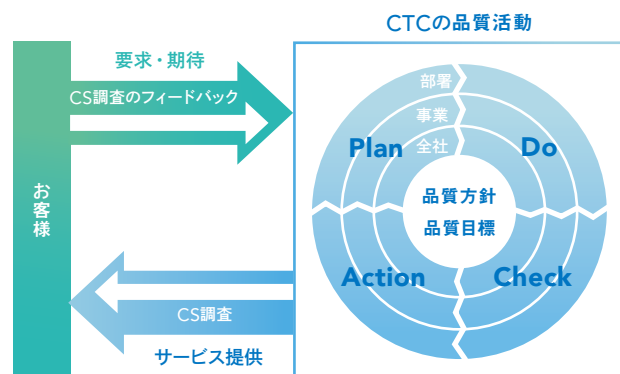 CTCの品質活動
要求・期待
CS調査のフィードバック
お客様
部署
事業
全社
Plan
Do
品質方針
品質目標
Action
Check
CS調査
サービス提供